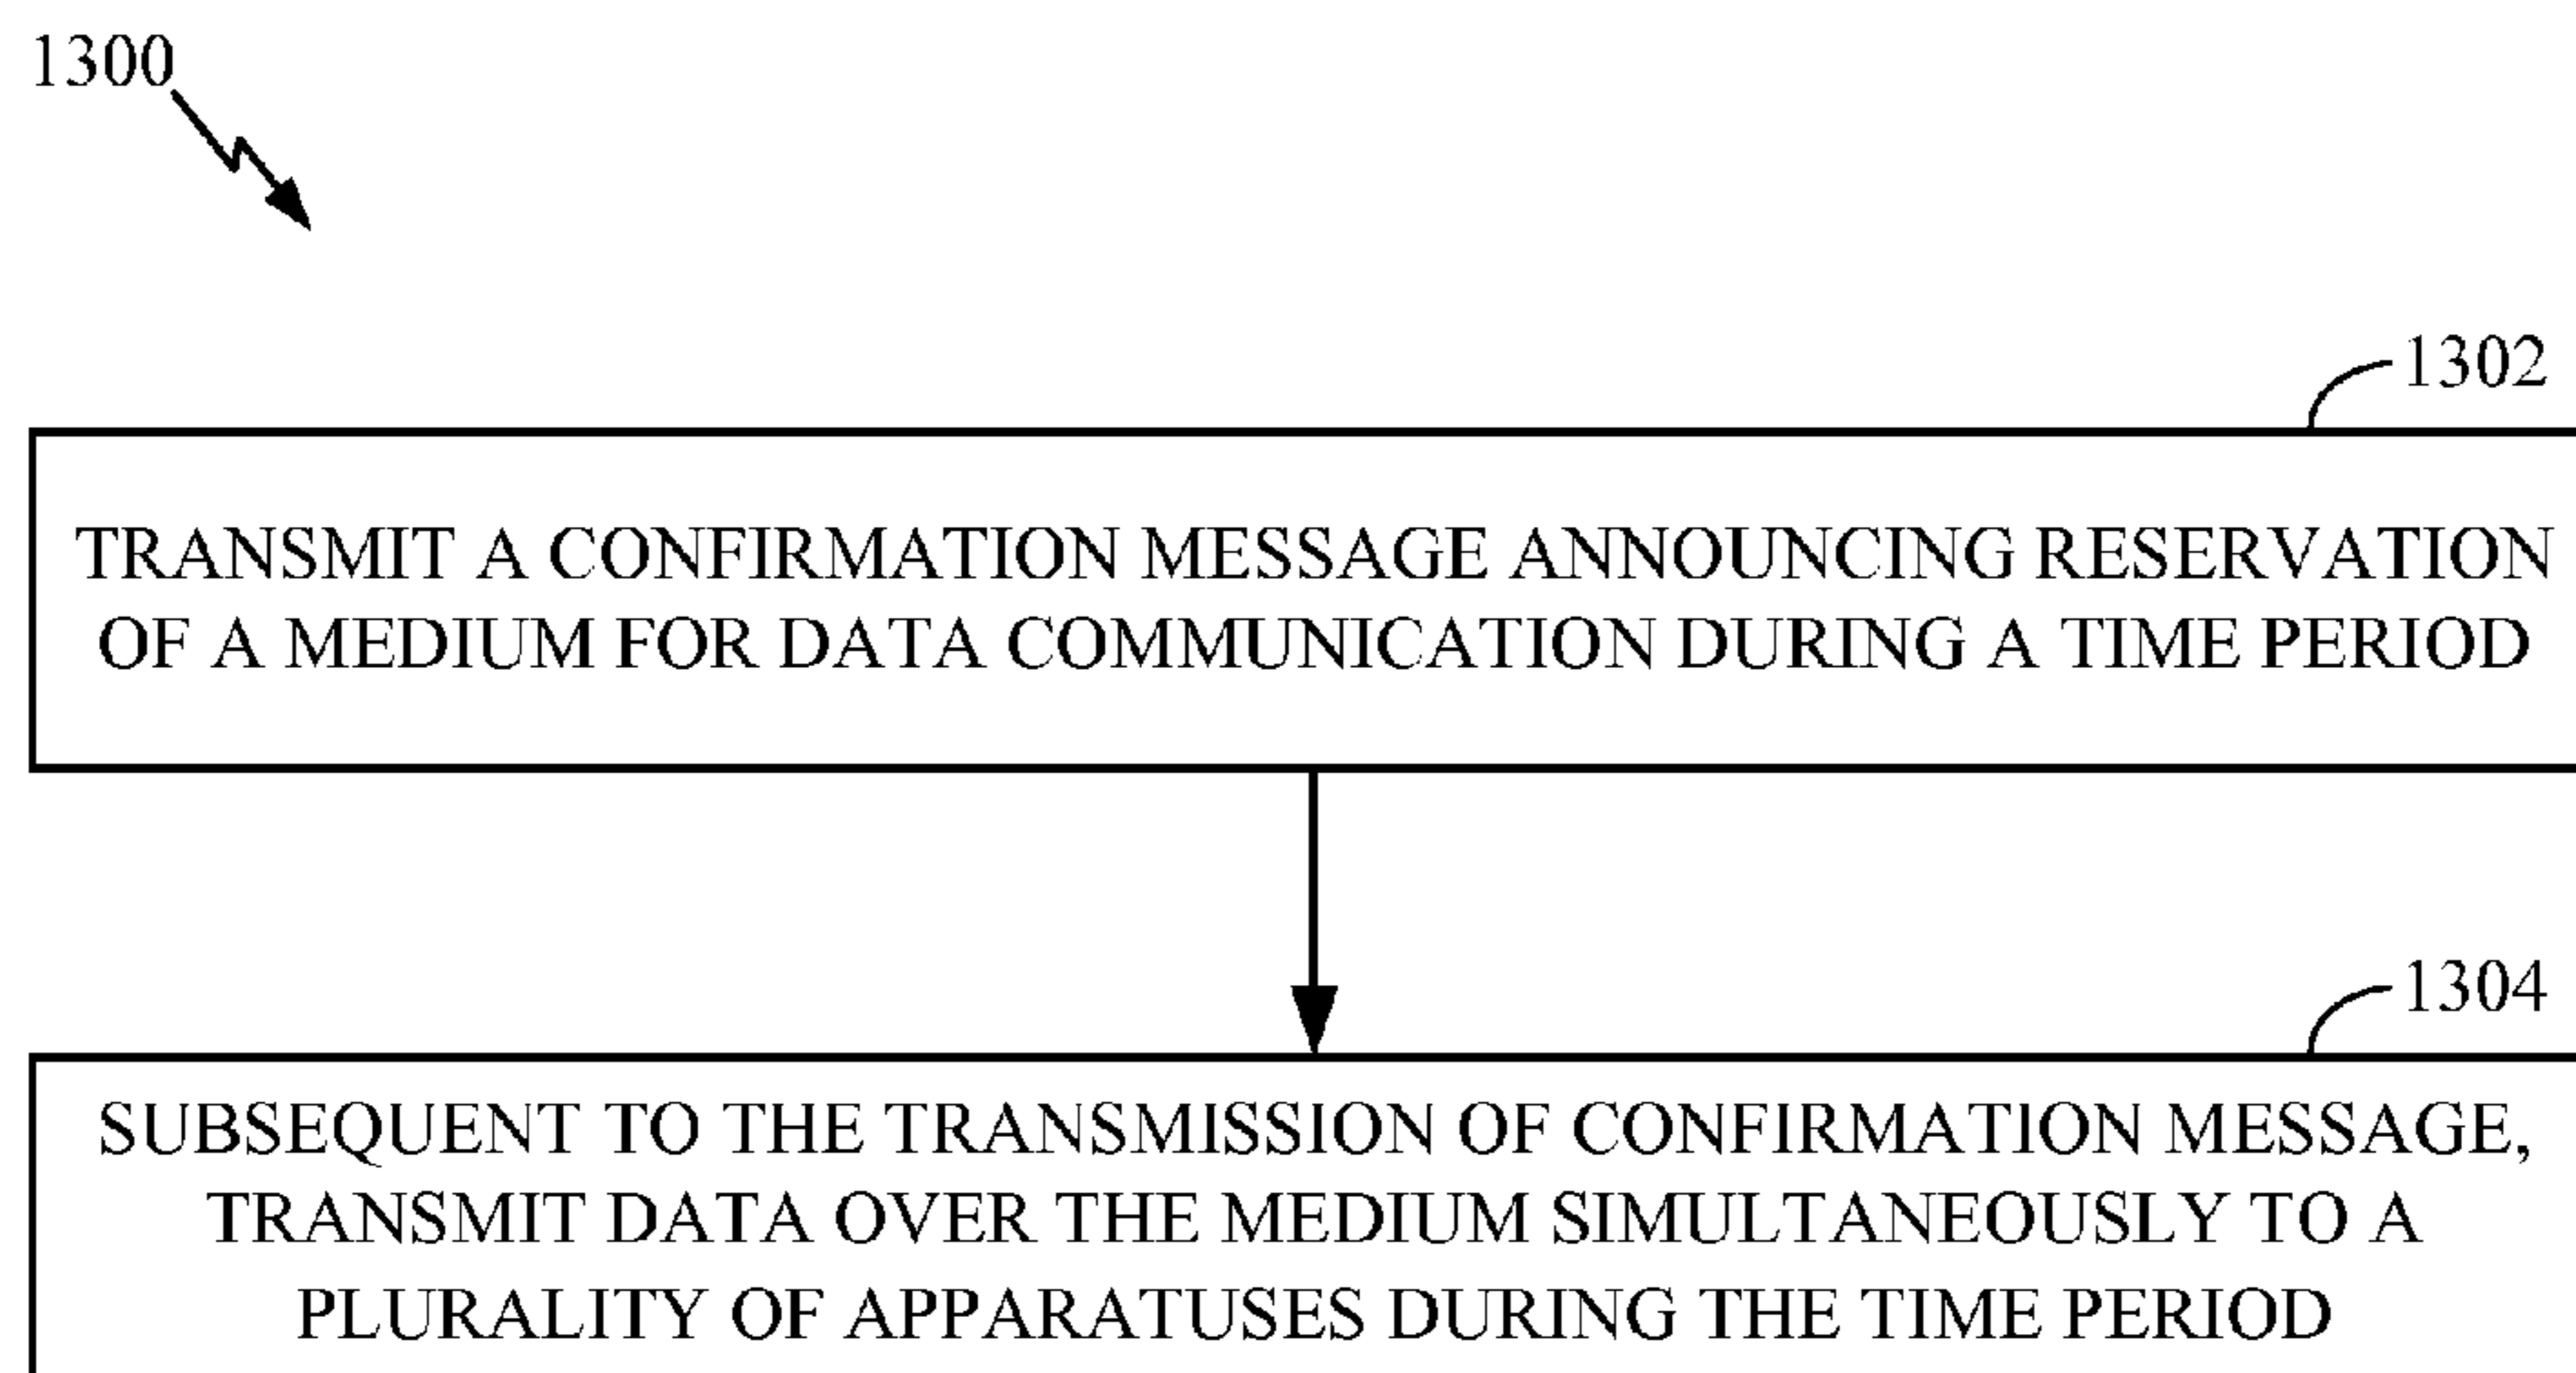 1300
1302
TRANSMIT A CONFIRMATION MESSAGE ANNOUNCING RESERVATION
OF A MEDIUM FOR DATA COMMUNICATION DURING A TIME PERIOD
1304
SUBSEQUENT TO THE TRANSMISSION OF CONFIRMATION MESSAGE,
TRANSMIT DATA OVER THE MEDIUM SIMULTANEOUSLY TO A
PLURALITY OF APPARATUSES DURING THE TIME PERIOD